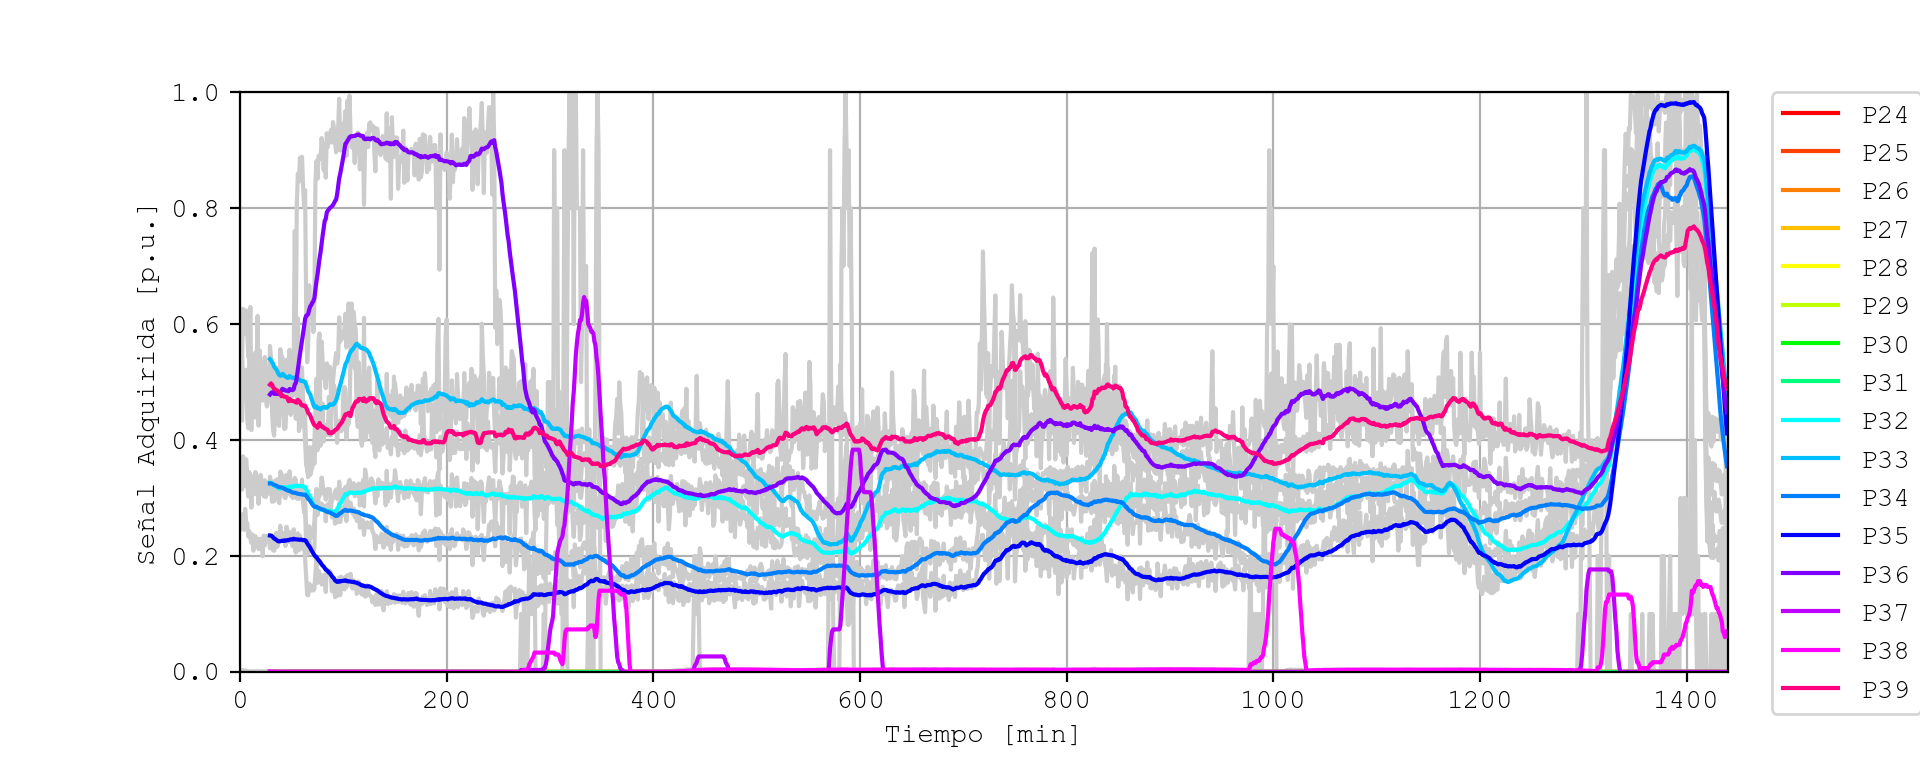 1.0
0.8
0.6
0.4
0.2
0.0
Señal Adquirida [p.u.]
0 200 400 600 800 1000 1200 1400
Tiempo [min]
P24
P25
P26
P27
P28
P29
P30
P31
P32
P33
P34
P35
P36
P37
P38
P39